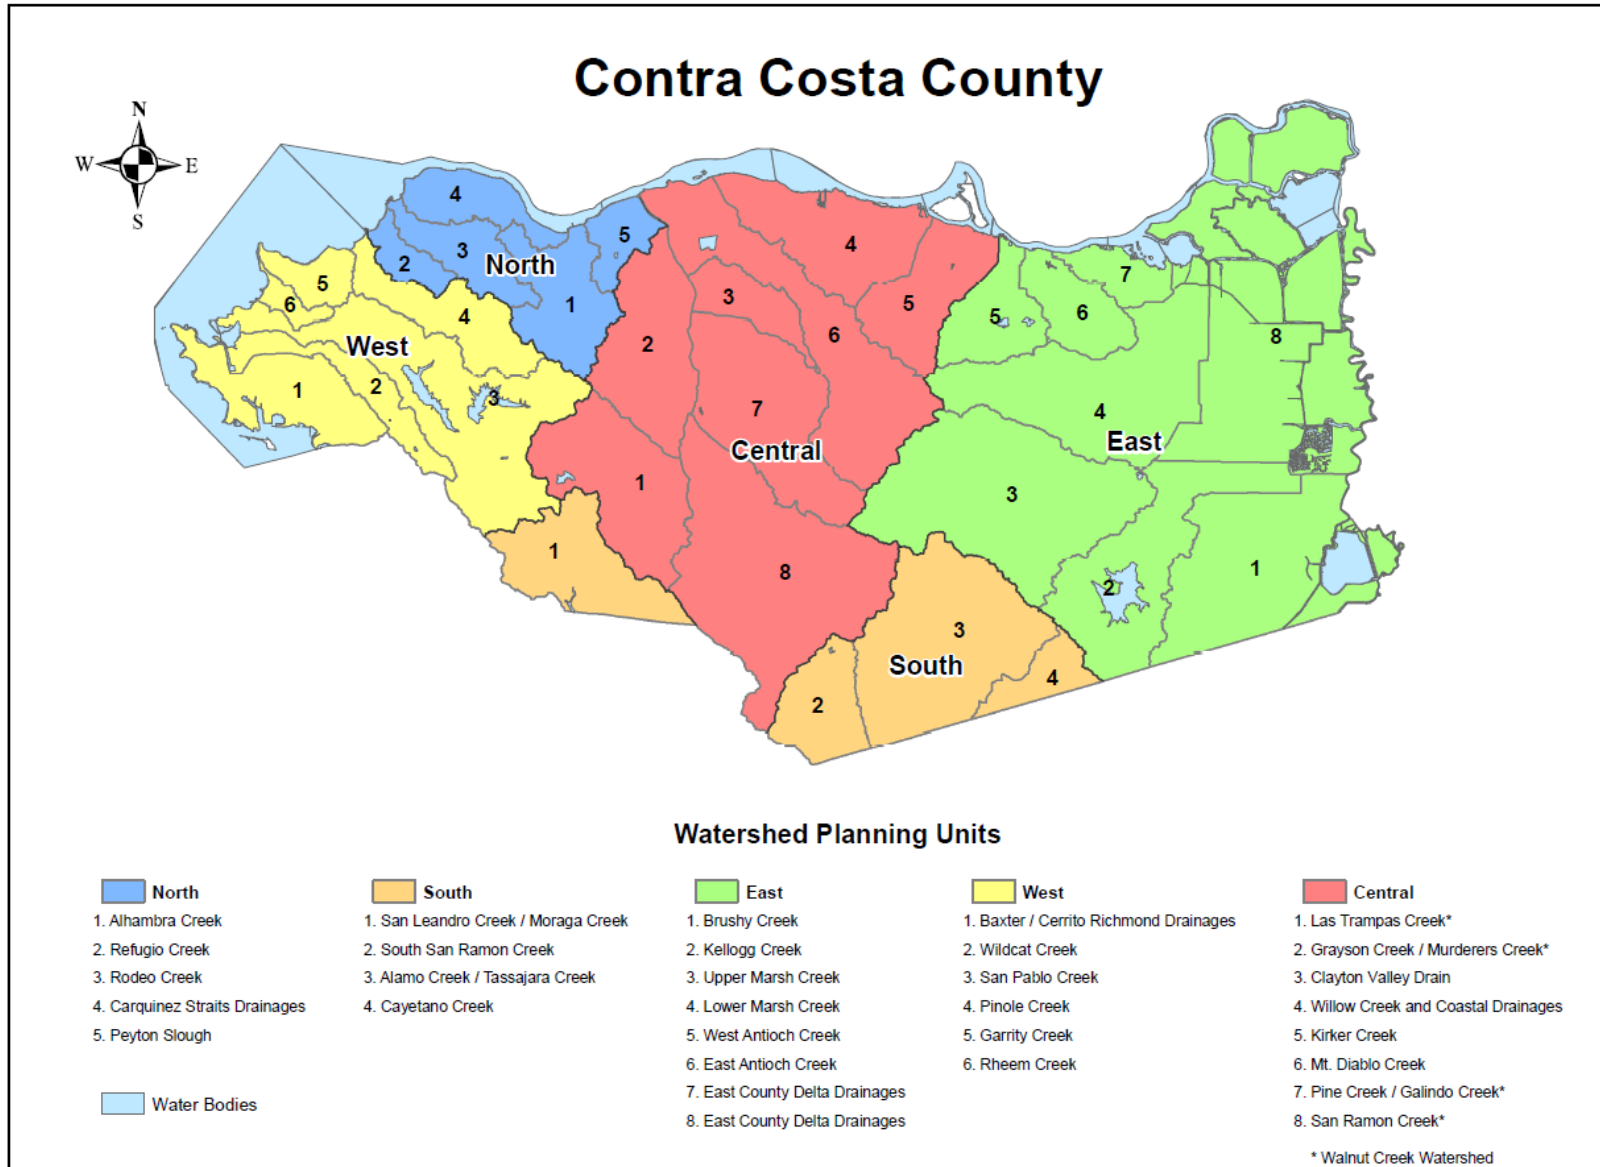 Contra Costa County
N
W E
S
4
5
3
2
North
1
5
6
4
West
1
2
3
4
3
5
2
6
7
Central
1
8
7
5
6
8
4
East
3
2
1
1
3
South
4
2
Watershed Planning Units
North
1. Alhambra Creek
2. Refugio Creek
3. Rodeo Creek
4. Carquinez Straits Drainages
5. Peyton Slough
Water Bodies
South
1. San Leandro Creek / Moraga Creek
2. South San Ramon Creek
3. Alamo Creek / Tassajara Creek
4. Cayetano Creek
East
1. Brushy Creek
2. Kellogg Creek
3. Upper Marsh Creek
4. Lower Marsh Creek
5. West Antioch Creek
6. East Antioch Creek
7. East County Delta Drainages
8. East County Delta Drainages
West
1. Baxter / Cerrito Richmond Drainages
2. Wildcat Creek
3. San Pablo Creek
4. Pinole Creek
5. Garrity Creek
6. Rheem Creek
Central
1. Las Trampas Creek*
2. Grayson Creek / Murderers Creek*
3. Clayton Valley Drain
4. Willow Creek and Coastal Drainages
5. Kirker Creek
6. Mt. Diablo Creek
7. Pine Creek / Galindo Creek*
8. San Ramon Creek*
* Walnut Creek Watershed